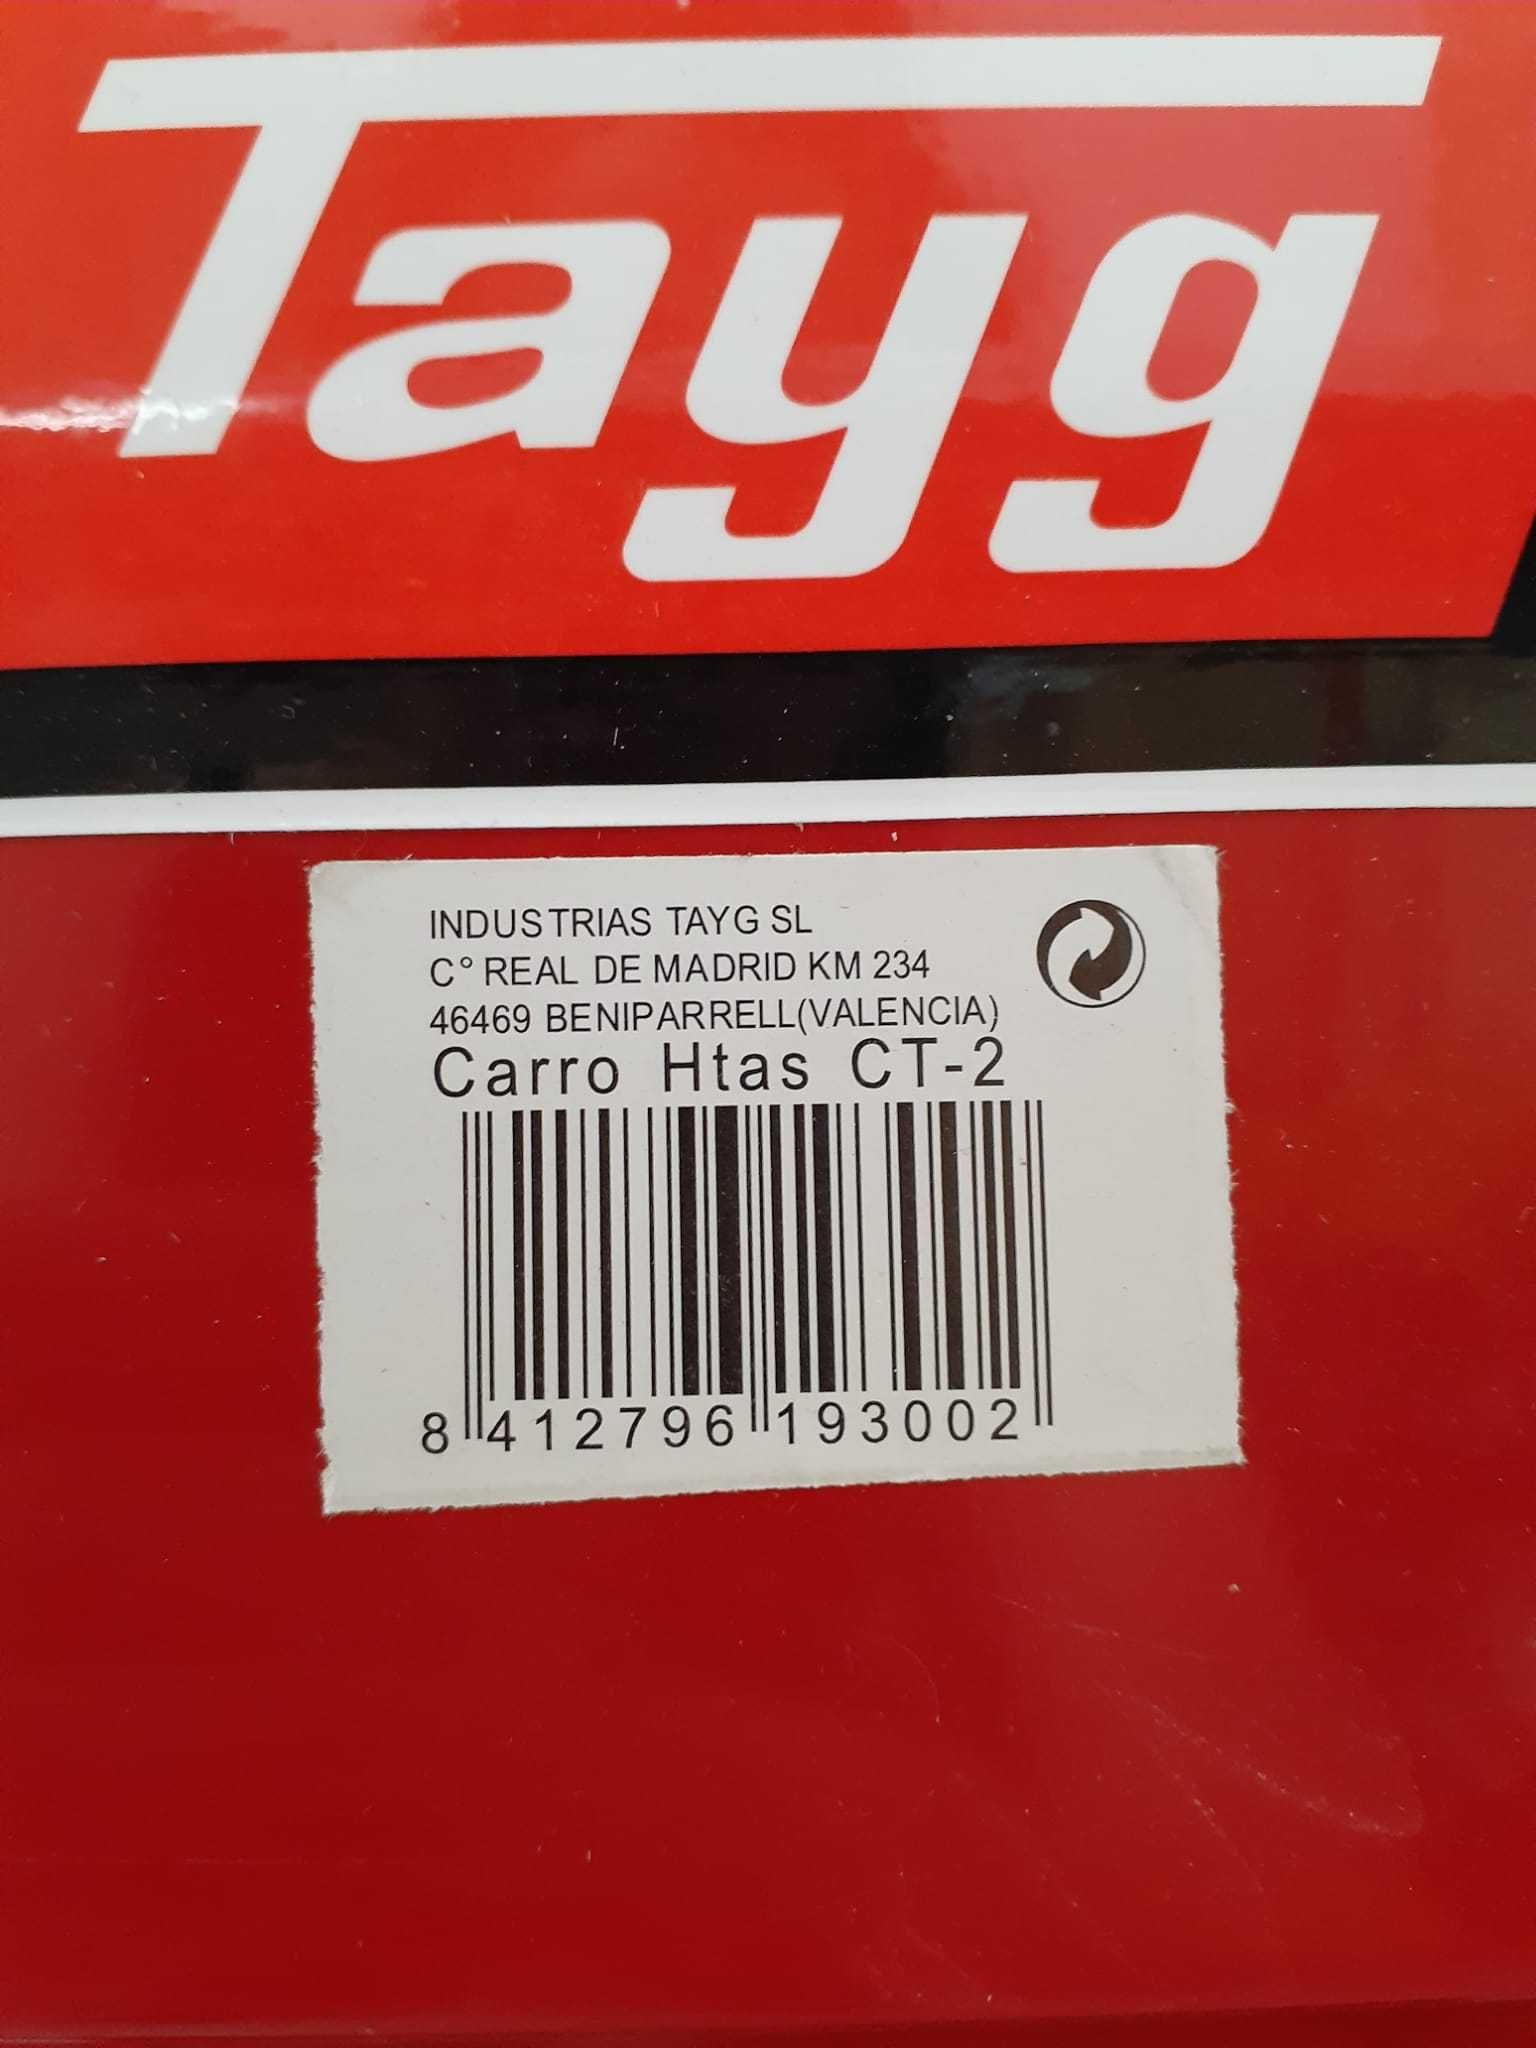 Tayg
INDUSTRIAS TAYG SL
C° REAL DE MADRID KM 234
46469 BENIPARRELL(VALENCIA)
Carro Htas CT-2
8 412796 193002